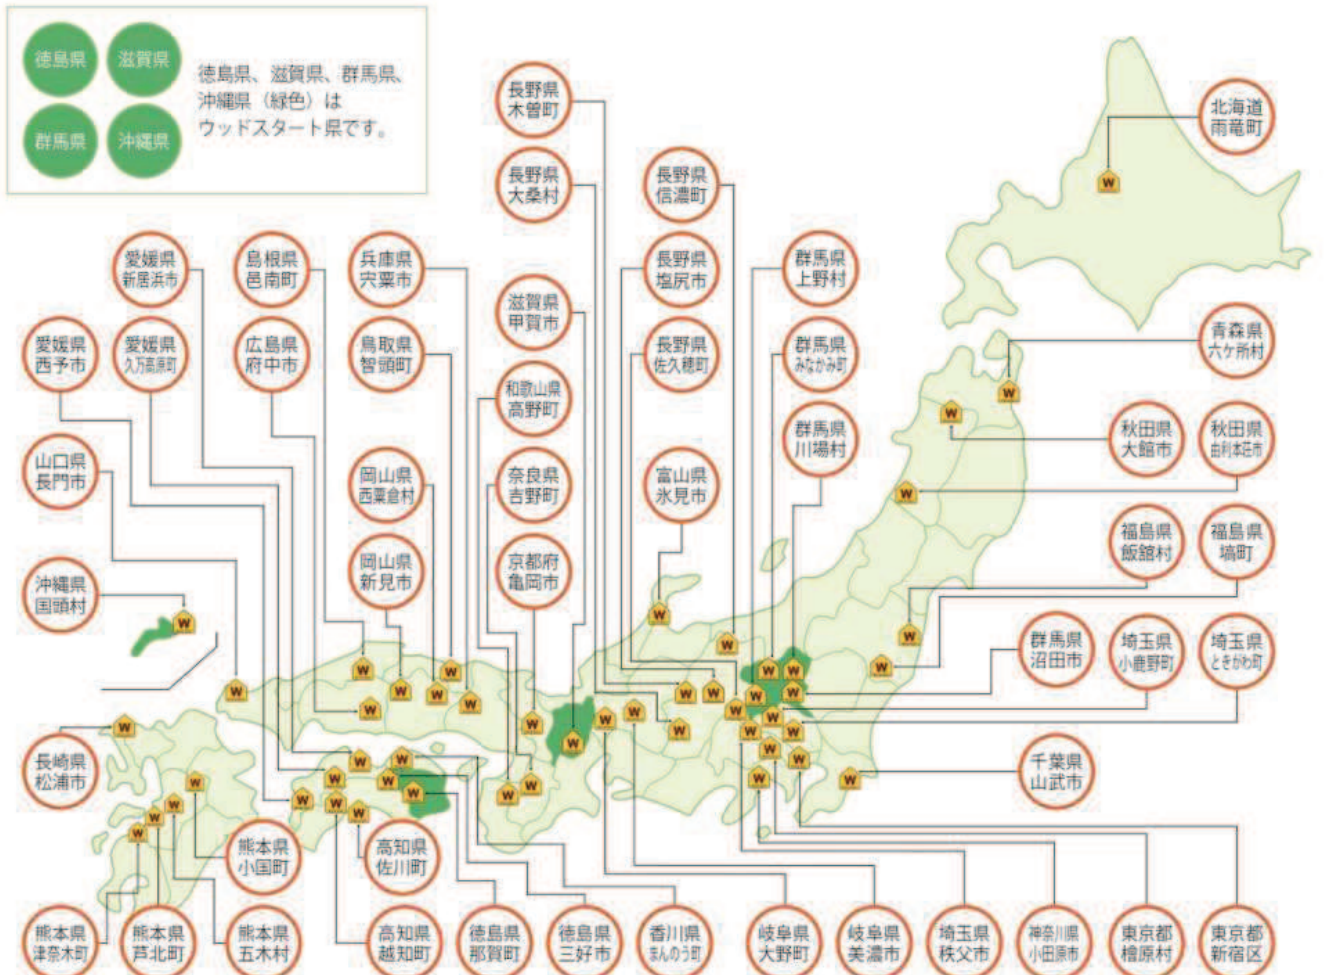 徳島県
滋賀県
群馬県
沖縄県
徳島県、滋賀県、群馬県、
沖縄県（緑色）は
ウッドスタート県です。
長野県
木曽町
北海道
雨竜町
長野県
大桑村
長野県
信濃町
愛媛県
新居浜市
島根県
邑南町
兵庫県
宍粟市
長野県
塩尻市
群馬県
上野村
滋賀県
甲賀市
青森県
六ケ所村
愛媛県
西予市
愛媛県
久万高原町
広島県
府中市
鳥取県
智頭町
長野県
佐久穂町
群馬県
みなかみ町
和歌山県
高野町
群馬県
川場村
秋田県
大館市
秋田県
由利本荘市
山口県
長門市
岡山県
西粟倉村
奈良県
吉野町
富山県
氷見市
福島県
飯舘村
福島県
塙町
岡山県
新見市
京都府
亀岡市
沖縄県
国頭村
群馬県
沼田市
埼玉県
小鹿野町
埼玉県
ときがわ町
長崎県
松浦市
千葉県
山武市
熊本県
小国町
高知県
佐川町
熊本県
津奈木町
熊本県
芦北町
熊本県
五木村
高知県
越知町
徳島県
那賀町
徳島県
三好市
香川県
まんのう町
岐阜県
大野町
岐阜県
美濃市
埼玉県
秩父市
神奈川県
小田原市
東京都
檜原村
東京都
新宿区